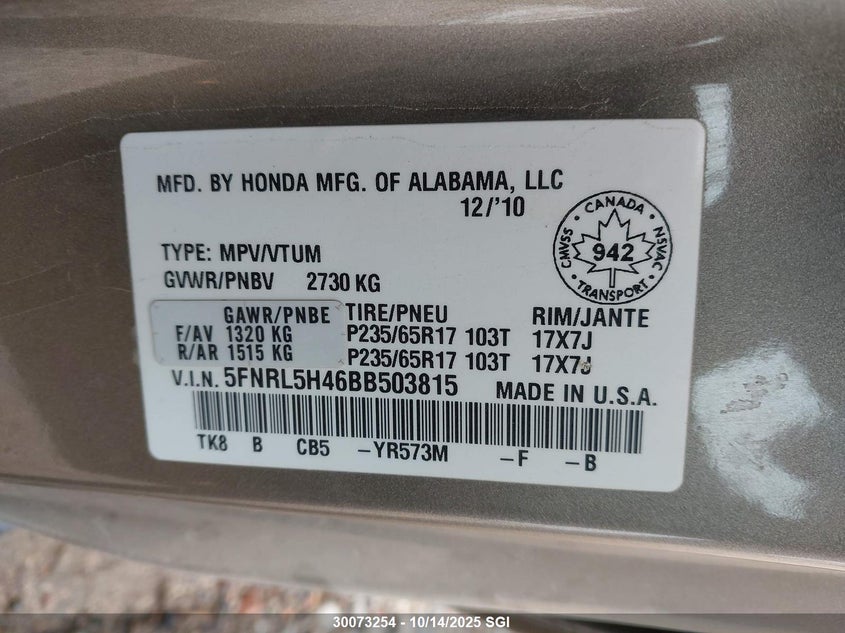 MFD. BY HONDA MFG. OF ALABAMA, LLC
12/'10
CANADA
CMVSS 942 NSVAC
TRANSPORT
TYPE: MPV/VTUM
GVWR/PNBV 2730 KG
GAWR/PNBE TIRE/PNEU RIM/JANTE
F/AV 1320 KG P235/65R17 103T 17X7J
R/AR 1515 KG P235/65R17 103T 17X7J
V.I.N. 5FNRL5H46BB503815 MADE IN U.S.A.
TK8 B CB5 -YR573M -F -B
30073254 - 10/14/2025 SGI